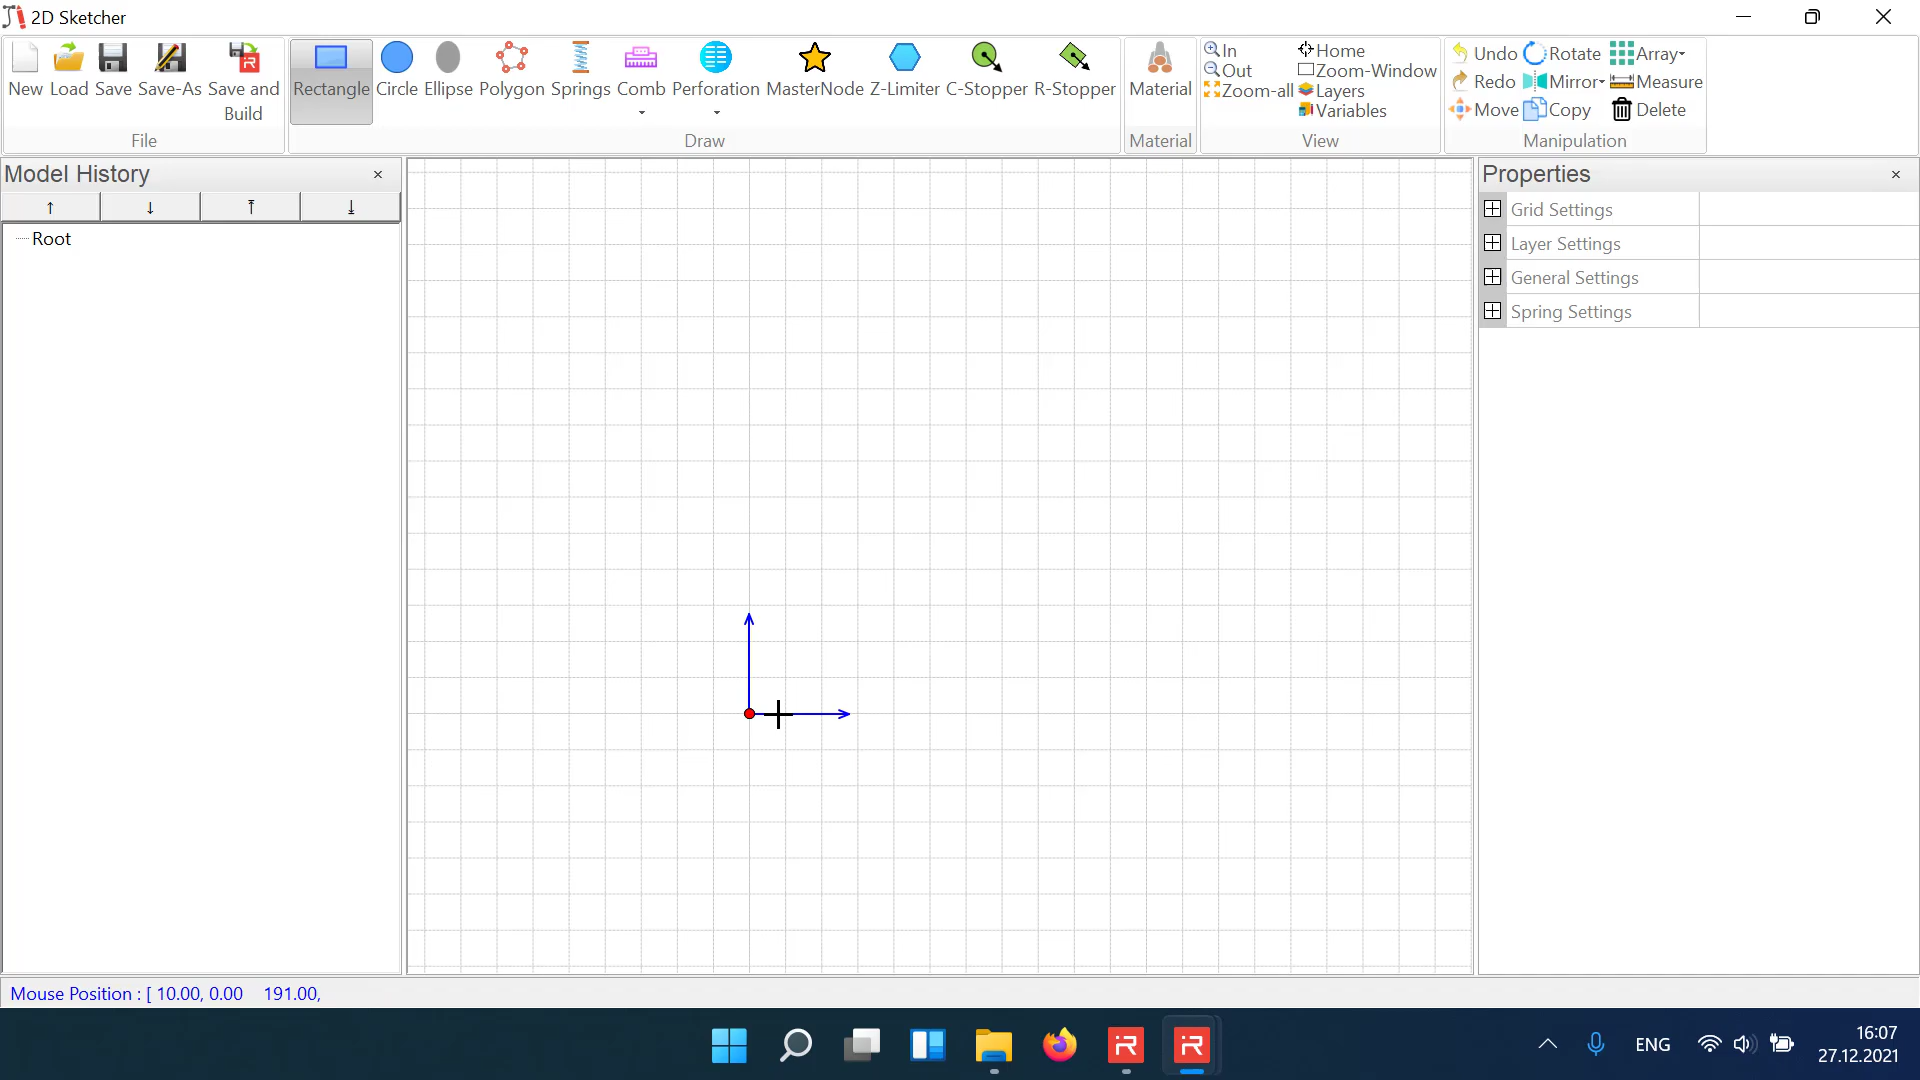 2D Sketcher
New Load Save Save-As Save and Build
File
Rectangle Circle Ellipse Polygon Springs Comb Perforation MasterNode Z-Limiter C-Stopper R-Stopper
Draw
Material
Material
In
Out
Zoom-all
Home
Zoom-Window
Layers
Variables
View
Undo Rotate Array
Redo Mirror Measure
Move Copy Delete
Manipulation
Model History
Root
Properties
Grid Settings
Layer Settings
General Settings
Spring Settings
Mouse Position : [ 10.00, 0.00 191.00,
ENG
16:07
27.12.2021